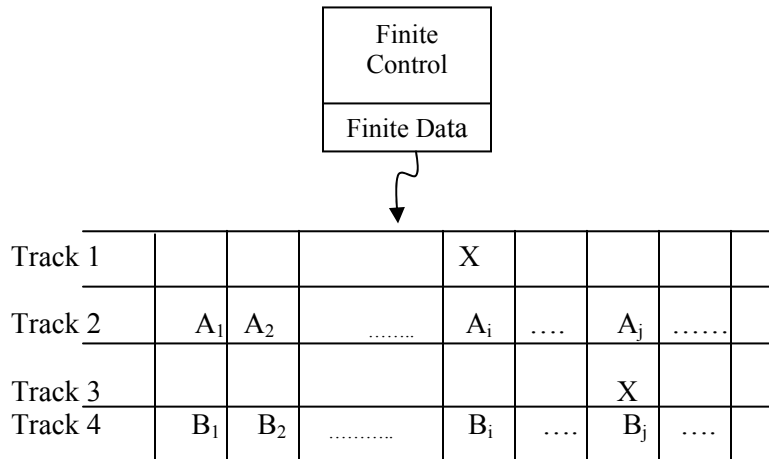 Finite
Control
Finite Data
Track 1 X
Track 2 A₁ A₂ ........ Aᵢ .... Aⱼ ......
Track 3 X
Track 4 B₁ B₂ ........... Bᵢ .... Bⱼ ....